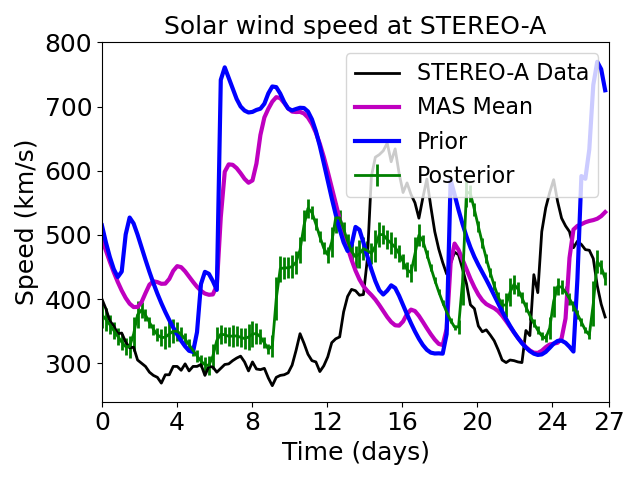 Solar wind speed at STEREO-A
Speed (km/s)
800
700
600
500
400
300
STEREO-A Data
MAS Mean
Prior
Posterior
0 4 8 12 16 20 24 27
Time (days)